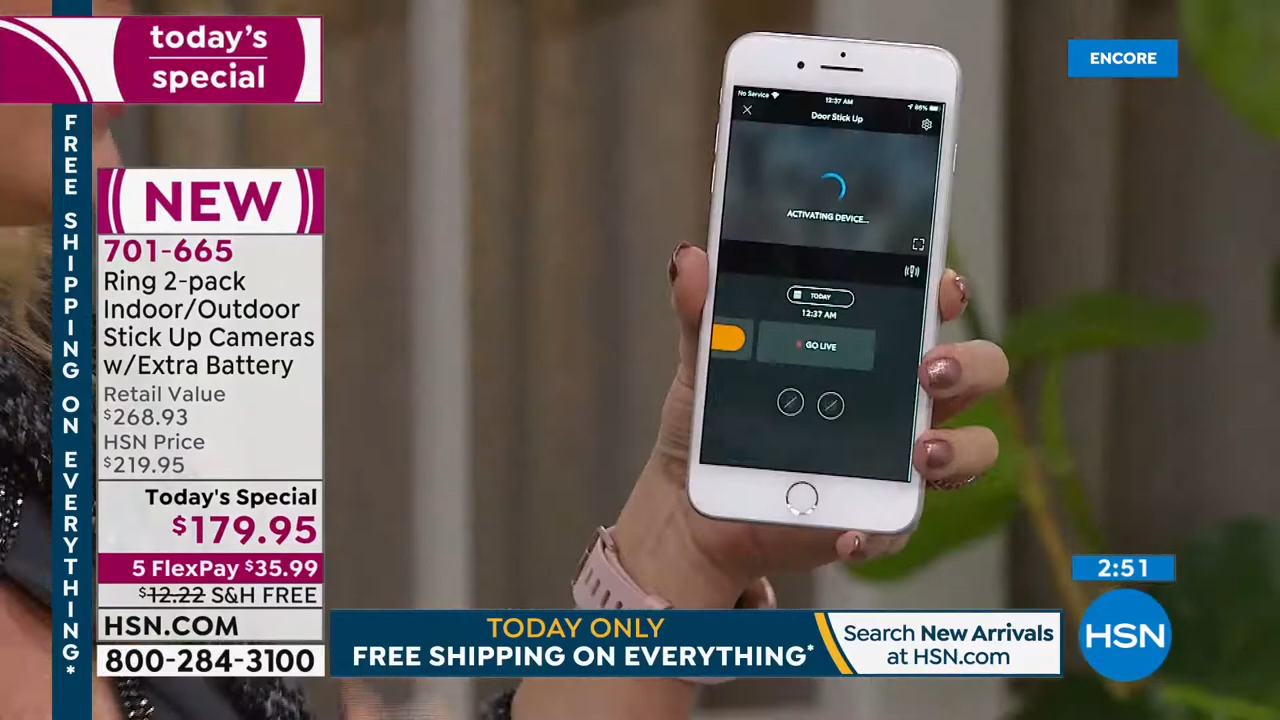 today's
special
ENCORE
FREE SHIPPING ON EVERYTHING*
NEW
701-665
Ring 2-pack
Indoor/Outdoor
Stick Up Cameras
w/Extra Battery
Retail Value
$268.93
HSN Price
$219.95
Today's Special
$179.95
5 FlexPay $35.99
$12.22 S&H FREE
HSN.COM
800-284-3100
No Service
12:37 AM
86%
Door Stick Up
ACTIVATING DEVICE...
TODAY
12:37 AM
GO LIVE
TODAY ONLY
FREE SHIPPING ON EVERYTHING*
Search New Arrivals
at HSN.com
2:51
HSN